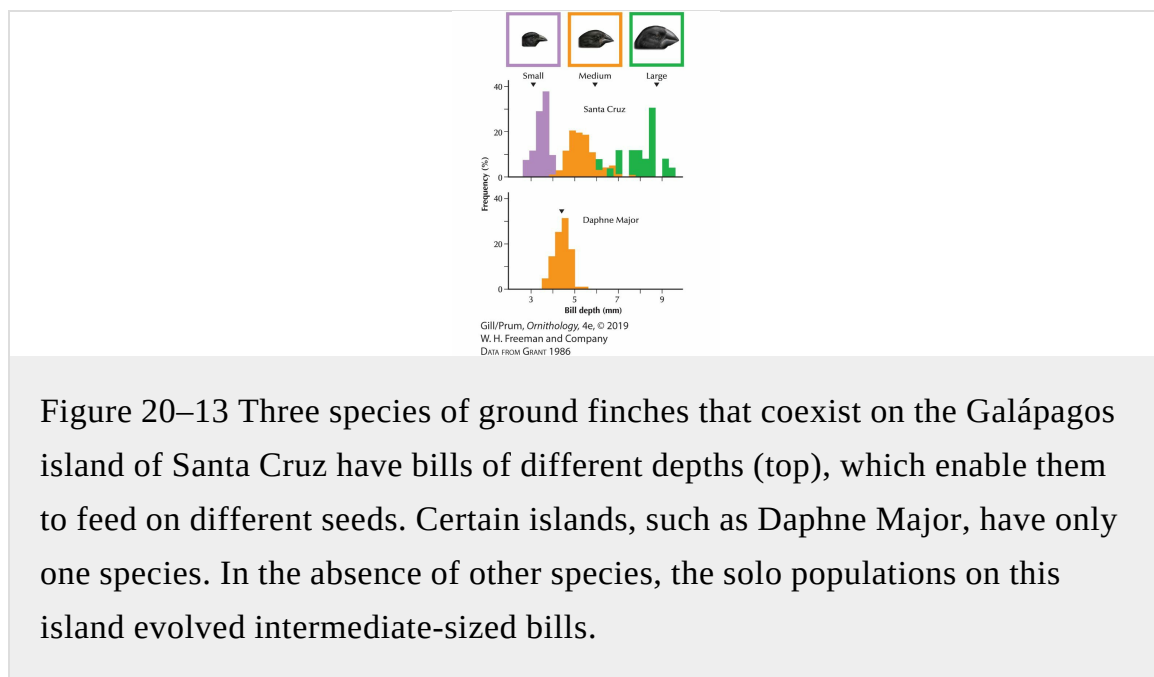 Small Medium Large
40
Santa Cruz
20
0
Frequency (%)
40
Daphne Major
20
0
3 5 7 9
Bill depth (mm)
Gill/Prum, Ornithology, 4e, © 2019
W. H. Freeman and Company
DATA FROM GRANT 1986
Figure 20–13 Three species of ground finches that coexist on the Galápagos
island of Santa Cruz have bills of different depths (top), which enable them
to feed on different seeds. Certain islands, such as Daphne Major, have only
one species. In the absence of other species, the solo populations on this
island evolved intermediate-sized bills.